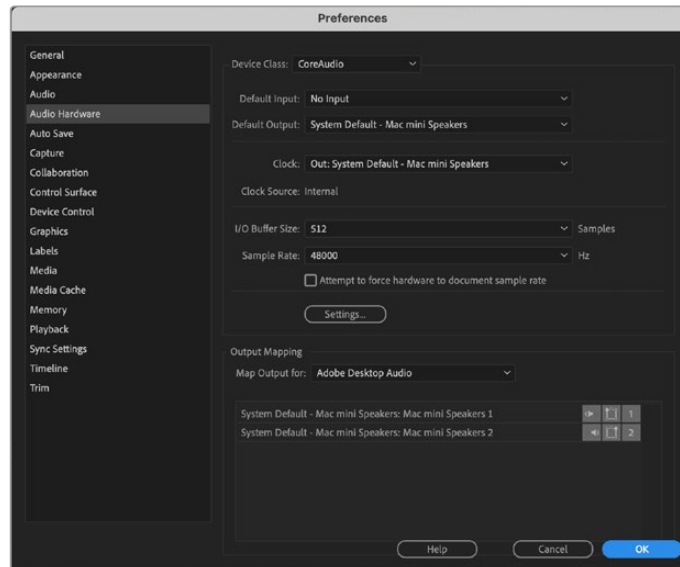 Preferences
General
Appearance
Audio
Audio Hardware
Auto Save
Capture
Collaboration
Control Surface
Device Control
Graphics
Labels
Media
Media Cache
Memory
Playback
Sync Settings
Timeline
Trim
Device Class: CoreAudio
Default Input: No Input
Default Output: System Default - Mac mini Speakers
Clock: Out: System Default - Mac mini Speakers
Clock Source: Internal
I/O Buffer Size: 512 Samples
Sample Rate: 48000 Hz
Attempt to force hardware to document sample rate
Settings...
Output Mapping
Map Output for: Adobe Desktop Audio
System Default - Mac mini Speakers: Mac mini Speakers 1 1
System Default - Mac mini Speakers: Mac mini Speakers 2 2
Help Cancel OK